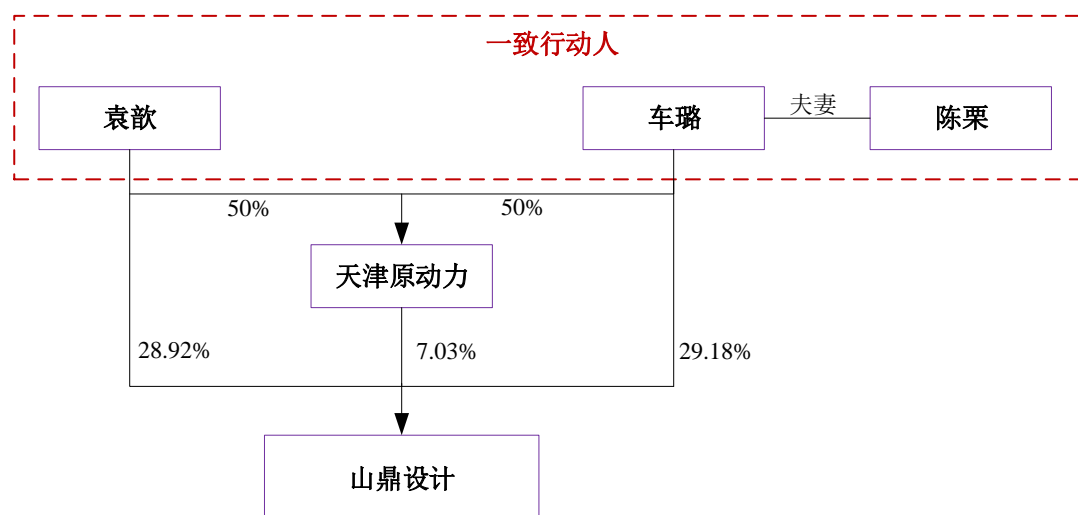 一致行动人
袁歆
车璐
夫妻
陈栗
50%
50%
天津原动力
28.92%
7.03%
29.18%
山鼎设计